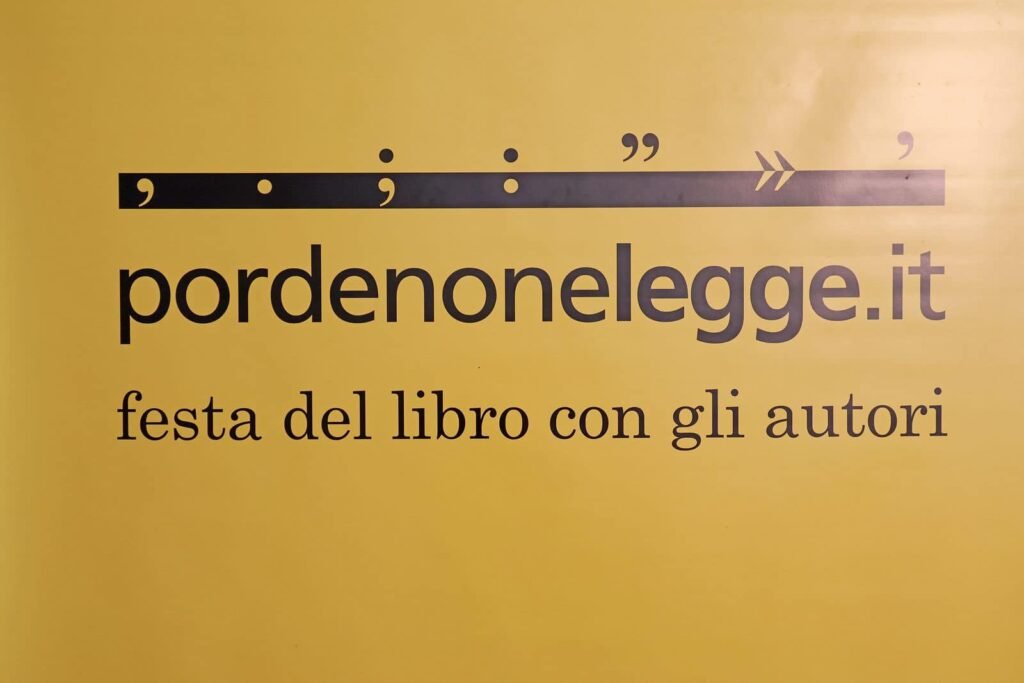 , . ; : ” » ’
pordenonelegge.it
festa del libro con gli autori